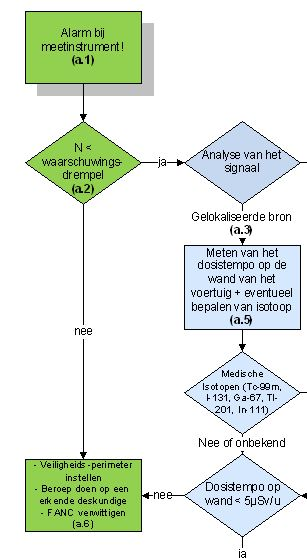 Alarm bij
meetinstrument!
(a.1)
N <
waarschuwings-
drempel
(a.2)
ja
Analyse van het
signaal
Gelokaliseerde bron
(a.3)
Meten van het
dosistempo op de
wand van het
voertuig + eventueel
bepalen van isotoop
(a.5)
Medische
Isotopen (Tc-99m,
I-131, Ga-67, Tl-
201, In-111)
nee
Nee of onbekend
- Veiligheids-perimeter
instellen
- Beroep doen op een
erkende deskundige
- FANC verwittigen
(a.6)
nee
Dosistempo op
wand < 5µSv/u
ja